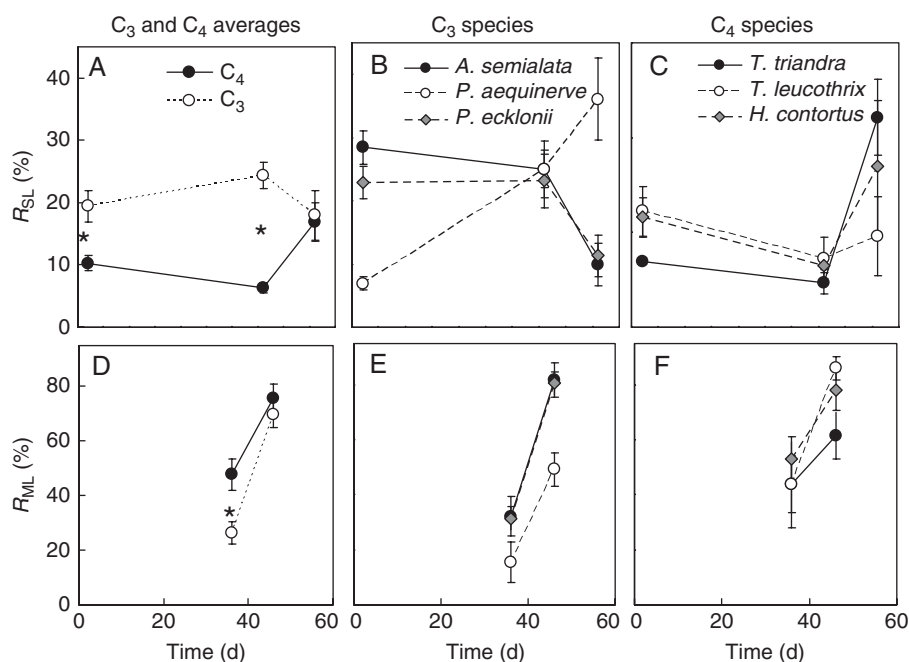 C3 and C4 averages
C3 species
C4 species
A
C4
C3
B
A. semialata
P. aequinerve
P. ecklonii
C
T. triandra
T. leucothrix
H. contortus
RSL (%)
40
30
20
10
0
*
*
D
E
F
RML (%)
80
60
40
20
0
*
0 20 40 60
0 20 40 60
0 20 40 60
Time (d)
Time (d)
Time (d)